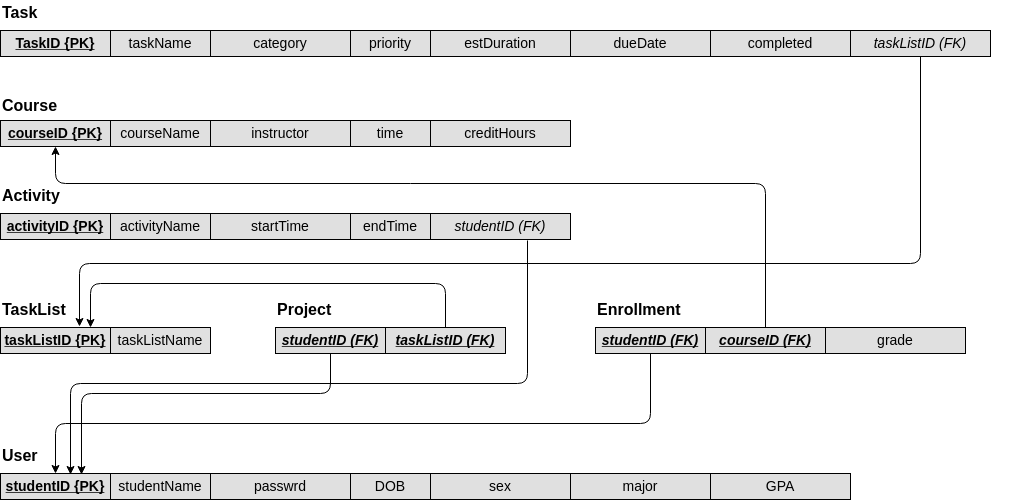 Task
TaskID {PK} taskName category priority estDuration dueDate completed taskListID (FK)
Course
courseID {PK} courseName instructor time creditHours
Activity
activityID {PK} activityName startTime endTime studentID (FK)
TaskList Project Enrollment
taskListID {PK} taskListName studentID (FK) taskListID (FK) studentID (FK) courseID (FK) grade
User
studentID {PK} studentName passwrd DOB sex major GPA